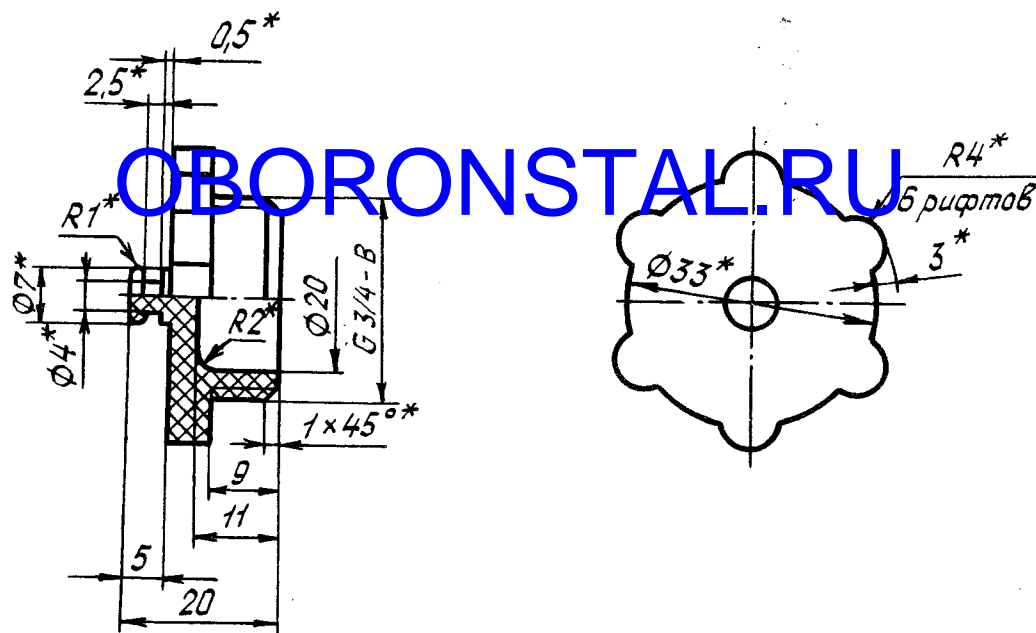 0,5*
2,5*
OBORONSTAL.RU
R4*
6 рифтов
R1*
3*
Ø33*
Ø7*
Ø4*
R2*
Ø20
G 3/4-В
1×45°*
9
11
5
20